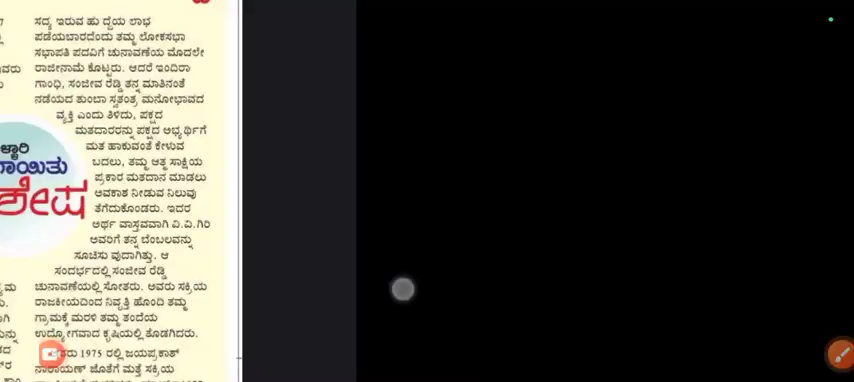 ಸದ್ಯ ಇರುವ ಹು ದ್ದೆಯ ಲಾಭ
ಪಡೆಯಬಾರದೆಂದು ತಮ್ಮ ಲೋಕಸಭಾ
ಸಭಾಪತಿ ಪದವಿಗೆ ಚುನಾವಣೆಯ ಮೊದಲೇ
ರಾಜೀನಾಮೆ ಕೊಟ್ಟರು. ಆದರೆ ಇಂದಿರಾ
ಗಾಂಧಿ, ಸಂಜೀವ ರೆಡ್ಡಿ ತನ್ನ ಮಾತಿನಂತೆ
ನಡೆಯದ ತುಂಬಾ ಸ್ವತಂತ್ರ ಮನೋಭಾವದ
ವ್ಯಕ್ತಿ ಎಂದು ತಿಳಿದು, ಪಕ್ಷದ
ಮತದಾರರನ್ನು ಪಕ್ಷದ ಅಭ್ಯರ್ಥಿಗೆ
ಮತ ಹಾಕುವಂತೆ ಕೇಳುವ
ಬದಲು, ತಮ್ಮ ಆತ್ಮ ಸಾಕ್ಷಿಯ
ಪ್ರಕಾರ ಮತದಾನ ಮಾಡಲು
ಅವಕಾಶ ನೀಡುವ ನಿಲುವು
ತೆಗೆದುಕೊಂಡರು. ಇದರ
ಅರ್ಥ ವಾಸ್ತವವಾಗಿ ವಿ.ವಿ.ಗಿರಿ
ಅವರಿಗೆ ತನ್ನ ಬೆಂಬಲವನ್ನು
ಸೂಚಿಸು ವುದಾಗಿತ್ತು. ಆ
ಸಂದರ್ಭದಲ್ಲಿ ಸಂಜೀವ ರೆಡ್ಡಿ
ಚುನಾವಣೆಯಲ್ಲಿ ಸೋತರು. ಅವರು ಸಕ್ರಿಯ
ರಾಜಕೀಯದಿಂದ ನಿವೃತ್ತಿ ಹೊಂದಿ ತಮ್ಮ
ಗ್ರಾಮಕ್ಕೆ ಮರಳಿ ತಮ್ಮ ತಂದೆಯ
ಉದ್ಯೋಗವಾದ ಕೃಷಿಯಲ್ಲಿ ತೊಡಗಿದರು.
1975 ರಲ್ಲಿ ಜಯಪ್ರಕಾಶ್
ನಾರಾಯಣ್ ಜೊತೆಗೆ ಮತ್ತೆ ಸಕ್ರಿಯ